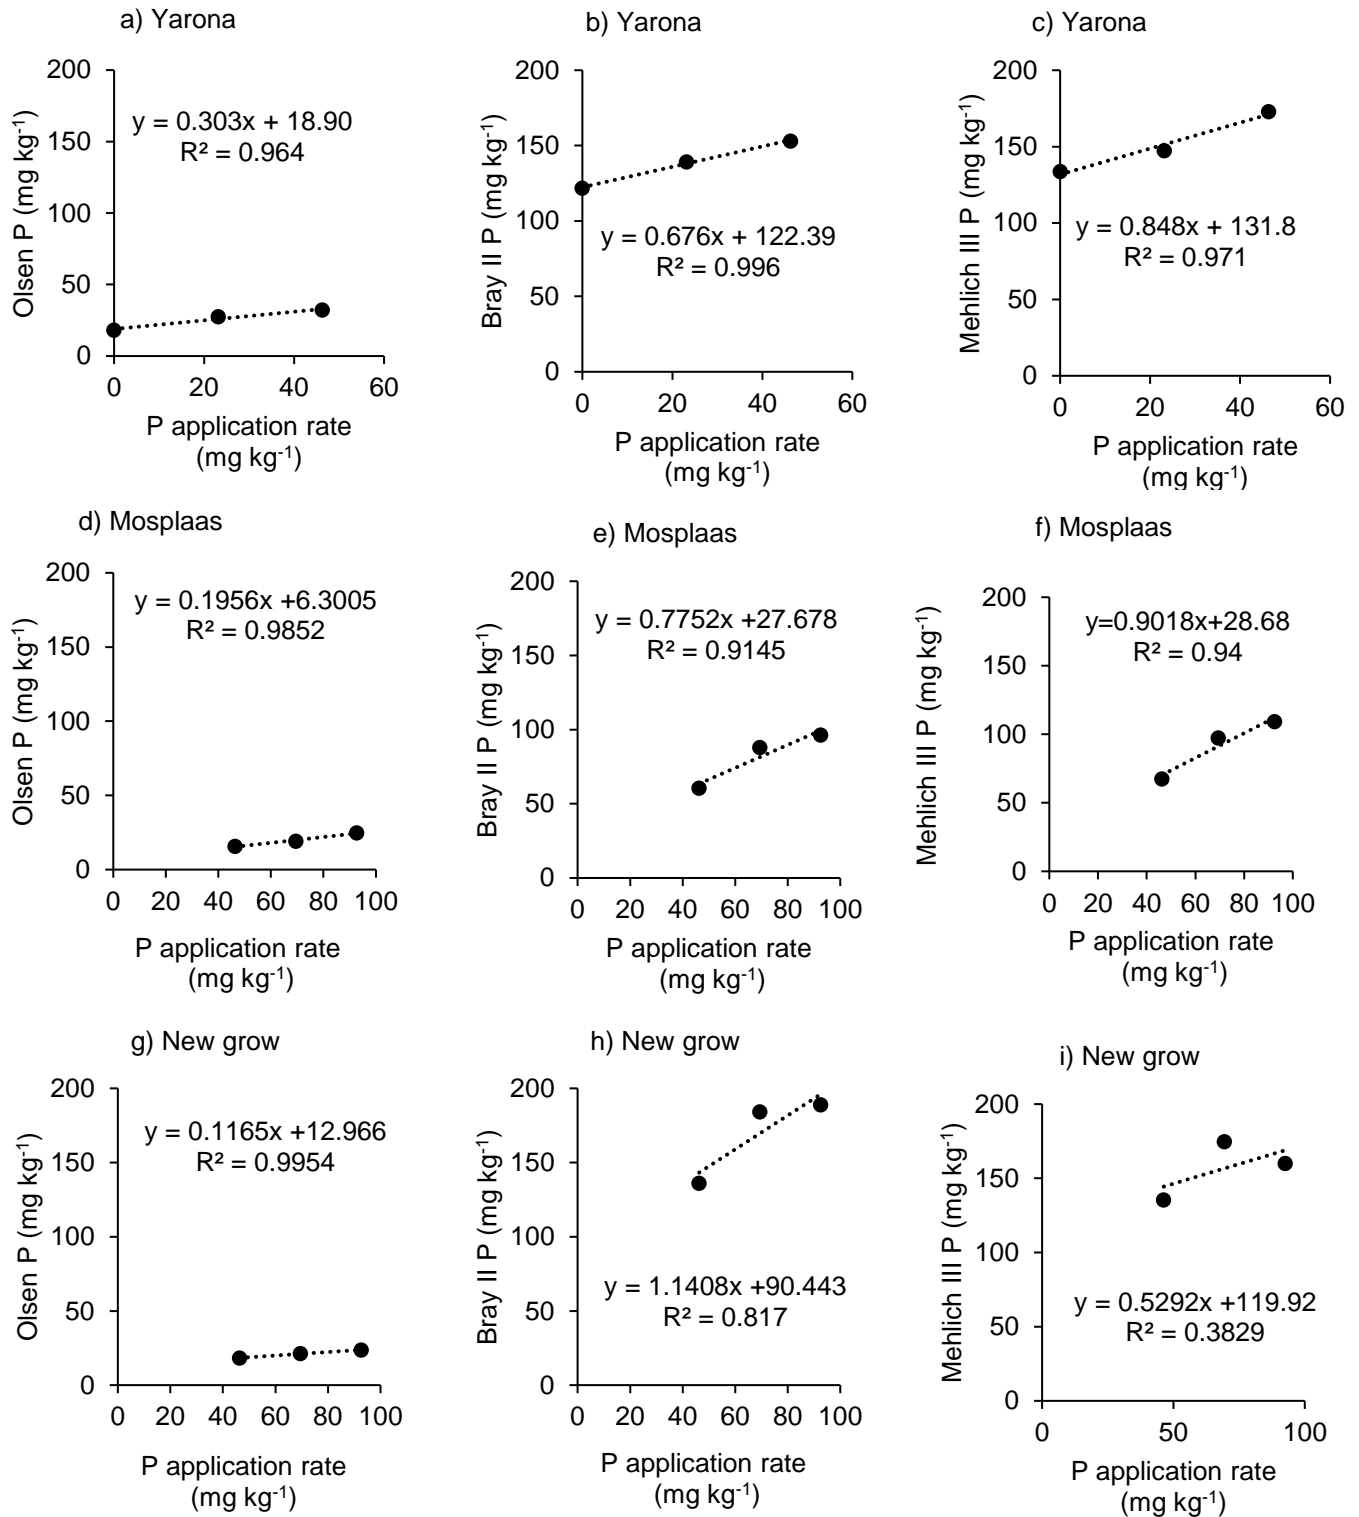 a) Yarona
Olsen P (mg kg⁻¹)
200
150
100
50
0
y = 0.303x + 18.90
R² = 0.964
0 20 40 60
P application rate
(mg kg⁻¹)
b) Yarona
Bray II P (mg kg⁻¹)
200
150
100
50
0
y = 0.676x + 122.39
R² = 0.996
0 20 40 60
P application rate
(mg kg⁻¹)
c) Yarona
Mehlich III P (mg kg⁻¹)
200
150
100
50
0
y = 0.848x + 131.8
R² = 0.971
0 20 40 60
P application rate
(mg kg⁻¹)
d) Mosplaas
Olsen P (mg kg⁻¹)
200
150
100
50
0
y = 0.1956x +6.3005
R² = 0.9852
0 20 40 60 80 100
P application rate
(mg kg⁻¹)
e) Mosplaas
Bray II P (mg kg⁻¹)
200
150
100
50
0
y = 0.7752x +27.678
R² = 0.9145
0 20 40 60 80 100
P application rate
(mg kg⁻¹)
f) Mosplaas
Mehlich III P (mg kg⁻¹)
200
150
100
50
0
y=0.9018x+28.68
R² = 0.94
0 20 40 60 80 100
P application rate
(mg kg⁻¹)
g) New grow
Olsen P (mg kg⁻¹)
200
150
100
50
0
y = 0.1165x +12.966
R² = 0.9954
0 20 40 60 80 100
P application rate
(mg kg⁻¹)
h) New grow
Bray II P (mg kg⁻¹)
200
150
100
50
0
y = 1.1408x +90.443
R² = 0.817
0 20 40 60 80 100
P application rate
(mg kg⁻¹)
i) New grow
Mehlich III P (mg kg⁻¹)
200
150
100
50
0
y = 0.5292x +119.92
R² = 0.3829
0 50 100
P application rate
(mg kg⁻¹)